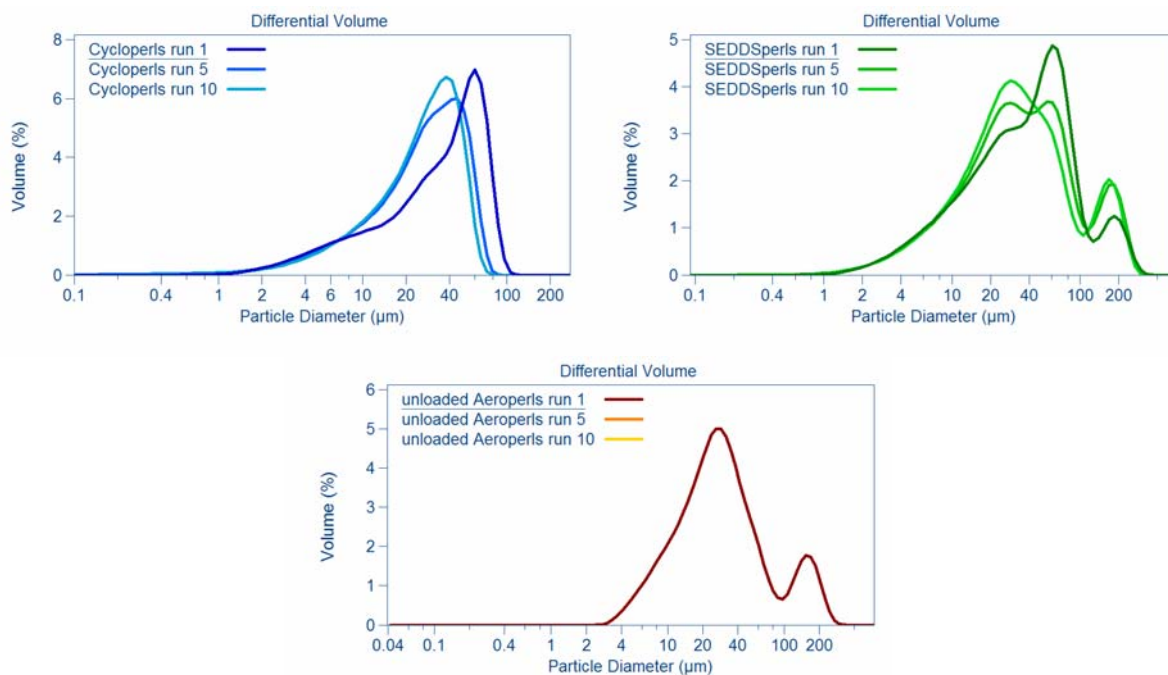 Differential Volume
8
6
4
2
0
Volume (%)
Cycloperls run 1
Cycloperls run 5
Cycloperls run 10
0.1 0.4 1 2 4 6 10 20 40 100 200
Particle Diameter (µm)
Differential Volume
5
4
3
2
1
0
Volume (%)
SEDDSperls run 1
SEDDSperls run 5
SEDDSperls run 10
0.1 0.4 1 2 4 10 20 40 100 200
Particle Diameter (µm)
Differential Volume
6
5
4
3
2
1
0
Volume (%)
unloaded Aeroperls run 1
unloaded Aeroperls run 5
unloaded Aeroperls run 10
0.04 0.1 0.4 1 2 4 10 20 40 100 200
Particle Diameter (µm)